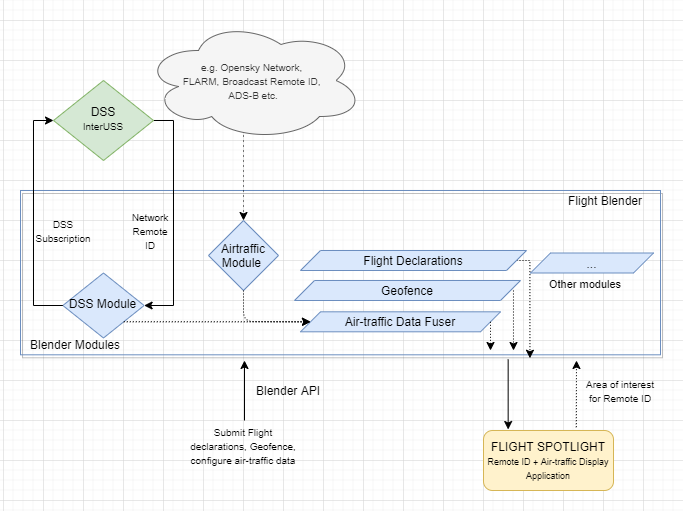 e.g. Opensky Network,
FLARM, Broadcast Remote ID,
ADS-B etc.
DSS
InterUSS
Flight Blender
DSS
Subscription
Network
Remote
ID
Airtraffic
Module
Flight Declarations
...
Other modules
Geofence
DSS Module
Air-traffic Data Fuser
Blender Modules
Blender API
Area of interest
for Remote ID
Submit Flight
declarations, Geofence,
configure air-traffic data
FLIGHT SPOTLIGHT
Remote ID + Air-traffic Display
Application